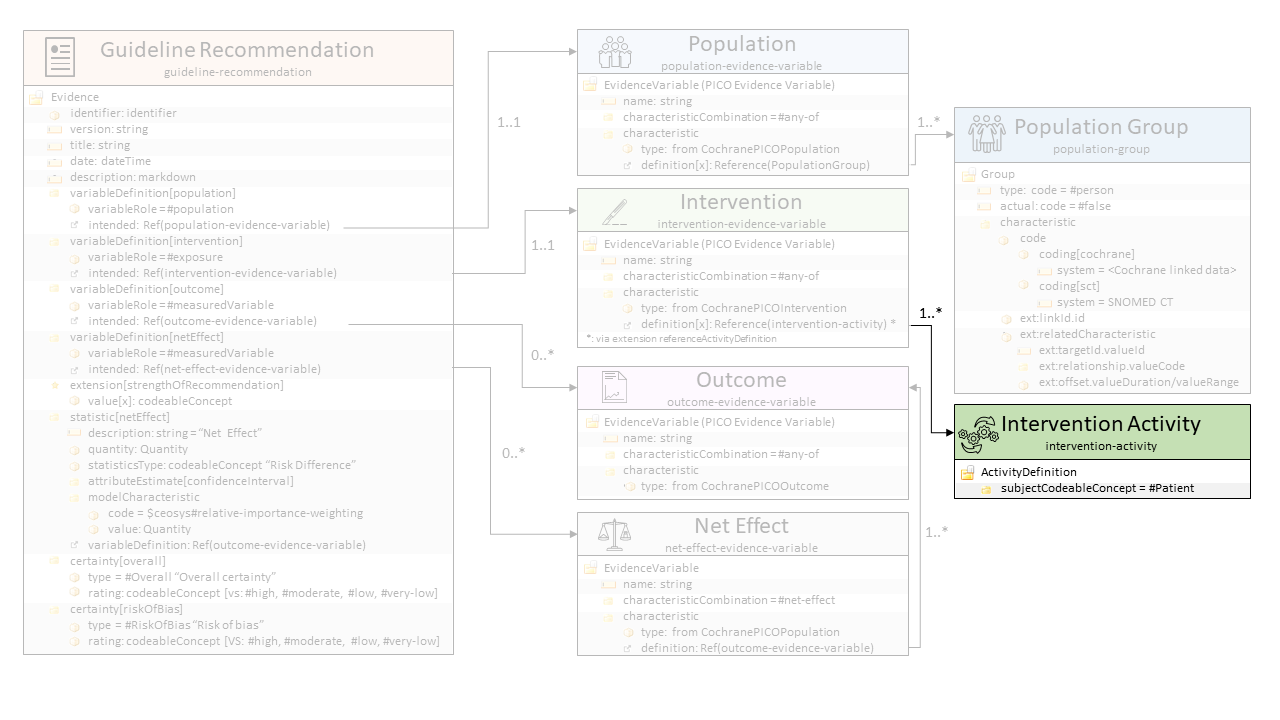 Guideline Recommendation
guideline-recommendation
Evidence
identifier: Identifier
version: string
title: string
date: dateTime
description: markdown
variableDefinition[population]
variableRole =#population
intended: Ref(population-evidence-variable)
variableDefinition[intervention]
variableRole =#exposure
intended: Ref(intervention-evidence-variable)
variableDefinition[outcome]
variableRole =#measuredVariable
intended: Ref(outcome-evidence-variable)
variableDefinition[netEffect]
variableRole =#measuredVariable
intended: Ref(net-effect-evidence-variable)
extension[strengthOfRecommendation]
value[x]: codeableConcept
statistic[netEffect]
description: string =“Net Effect”
quantity: Quantity
statisticsType: codeableConcept “Risk Difference”
attributeEstimate[confidenceInterval]
modelCharacteristic
code = $ceosys#relative-importance-weighting
value: Quantity
variableDefinition: Ref(outcome-evidence-variable)
certainty[overall]
type = #Overall “Overall certainty”
rating: codeableConcept [vs: #high, #moderate, #low, #very-low]
certainty[riskOfBias]
type = #RiskOfBias “Risk of bias”
rating: codeableConcept [VS: #high, #moderate, #low, #very-low]
1..1
1..1
0..*
0..*
Population
population-evidence-variable
EvidenceVariable (PICO Evidence Variable)
name: string
characteristicCombination =#any-of
characteristic
type: from CochranePICOPopulation
definition[x]: Reference(PopulationGroup)
Intervention
intervention-evidence-variable
EvidenceVariable (PICO Evidence Variable)
name: string
characteristicCombination =#any-of
characteristic
type: from CochranePICOIntervention
definition[x]: Reference(intervention-activity) *
*: via extension referenceActivityDefinition
Outcome
outcome-evidence-variable
EvidenceVariable (PICO Evidence Variable)
name: string
characteristicCombination =#any-of
characteristic
type: from CochranePICOOutcome
Net Effect
net-effect-evidence-variable
EvidenceVariable
name: string
characteristicCombination =#net-effect
characteristic
type: from CochranePICOPopulation
definition: Ref(outcome-evidence-variable)
1..*
1..*
1..*
Population Group
population-group
Group
type: code = #person
actual: code = #false
characteristic
code
coding[cochrane]
system = <Cochrane linked data>
coding[sct]
system = SNOMED CT
ext:linkId.id
ext:relatedCharacteristic
ext:targetId.valueId
ext:relationship.valueCode
ext:offset.valueDuration/valueRange
Intervention Activity
intervention-activity
ActivityDefinition
subjectCodeableConcept = #Patient